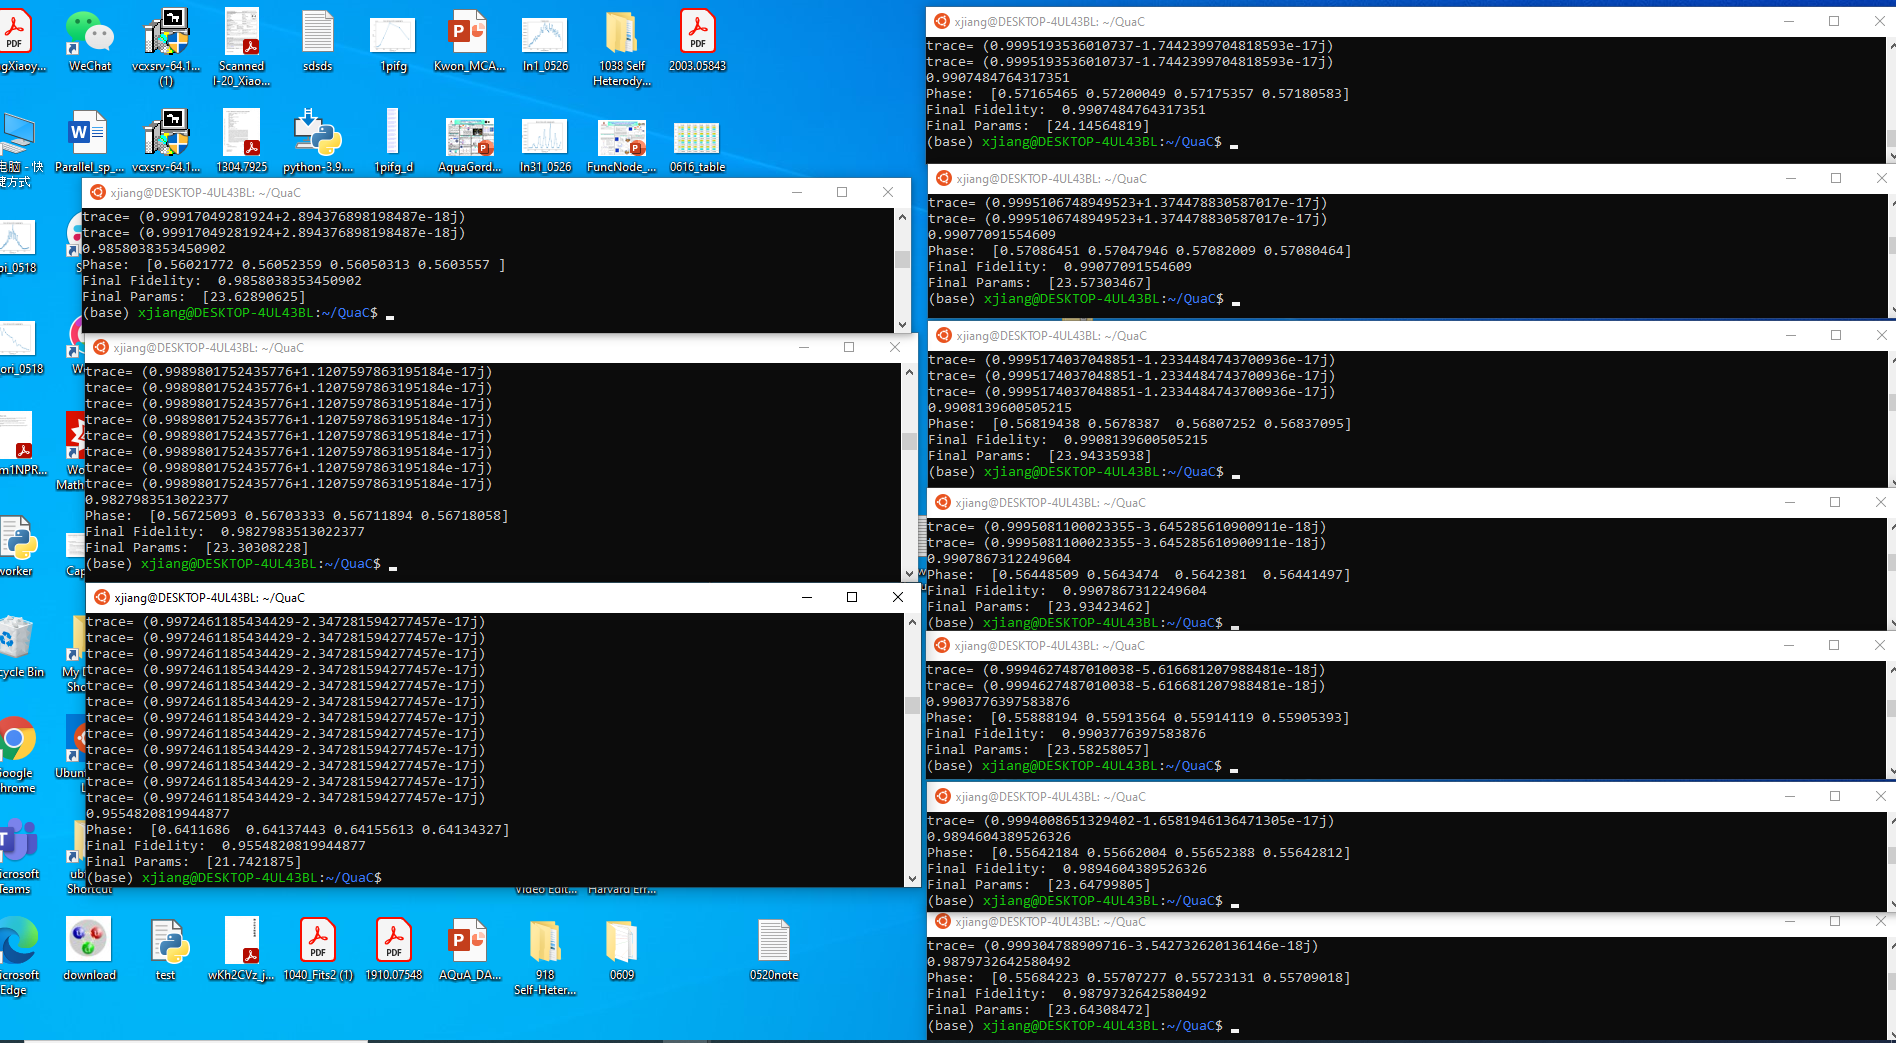 ngXiaoy...
WeChat
vcxsrv-64.1...
(1)
Scanned
I-20_Xiao...
sdsds
1pifg
Kwon_MCA...
In1_0526
1038 Self
Heterody...
2003.05843
电脑 - 快
捷方式
Parallel_sp_...
vcxsrv-64.1...
1304.7925
python-3.9....
1pifg_d
AquaGord...
In31_0526
FuncNode_...
0616_table
xjiang@DESKTOP-4UL43BL: ~/QuaC
trace= (0.99917049281924+2.894376898198487e-18j)
trace= (0.99917049281924+2.894376898198487e-18j)
0.9858038353450902
Phase:  [0.56021772 0.56052359 0.56050313 0.5603557 ]
Final Fidelity:  0.9858038353450902
Final Params:  [23.62890625]
(base) xjiang@DESKTOP-4UL43BL:~/QuaC$
xjiang@DESKTOP-4UL43BL: ~/QuaC
trace= (0.9989801752435776+1.1207597863195184e-17j)
trace= (0.9989801752435776+1.1207597863195184e-17j)
trace= (0.9989801752435776+1.1207597863195184e-17j)
trace= (0.9989801752435776+1.1207597863195184e-17j)
trace= (0.9989801752435776+1.1207597863195184e-17j)
trace= (0.9989801752435776+1.1207597863195184e-17j)
trace= (0.9989801752435776+1.1207597863195184e-17j)
trace= (0.9989801752435776+1.1207597863195184e-17j)
0.9827983513022377
Phase:  [0.56725093 0.56703333 0.56711894 0.56718058]
Final Fidelity:  0.9827983513022377
Final Params:  [23.30308228]
(base) xjiang@DESKTOP-4UL43BL:~/QuaC$
xjiang@DESKTOP-4UL43BL: ~/QuaC
trace= (0.9972461185434429-2.347281594277457e-17j)
trace= (0.9972461185434429-2.347281594277457e-17j)
trace= (0.9972461185434429-2.347281594277457e-17j)
trace= (0.9972461185434429-2.347281594277457e-17j)
trace= (0.9972461185434429-2.347281594277457e-17j)
trace= (0.9972461185434429-2.347281594277457e-17j)
trace= (0.9972461185434429-2.347281594277457e-17j)
trace= (0.9972461185434429-2.347281594277457e-17j)
trace= (0.9972461185434429-2.347281594277457e-17j)
trace= (0.9972461185434429-2.347281594277457e-17j)
trace= (0.9972461185434429-2.347281594277457e-17j)
trace= (0.9972461185434429-2.347281594277457e-17j)
0.9554820819944877
Phase:  [0.6411686  0.64137443 0.64155613 0.64134327]
Final Fidelity:  0.9554820819944877
Final Params:  [21.7421875]
(base) xjiang@DESKTOP-4UL43BL:~/QuaC$
pi_0518
ori_0518
m1NPR...
Math
worker
Cap
cycle Bin
My
Sho
Google
hrome
Ubun
icrosoft
Teams
ub
Shortcut
Video Edit...
Harvard Err...
icrosoft
Edge
download
test
wKh2CVz_j...
1040_Fits2 (1)
1910.07548
AQuA_DA...
918
Self-Heter...
0609
0520note
xjiang@DESKTOP-4UL43BL: ~/QuaC
trace= (0.9995193536010737-1.7442399704818593e-17j)
trace= (0.9995193536010737-1.7442399704818593e-17j)
0.9907484764317351
Phase:  [0.57165465 0.57200049 0.57175357 0.57180583]
Final Fidelity:  0.9907484764317351
Final Params:  [24.14564819]
(base) xjiang@DESKTOP-4UL43BL:~/QuaC$
xjiang@DESKTOP-4UL43BL: ~/QuaC
trace= (0.9995106748949523+1.374478830587017e-17j)
trace= (0.9995106748949523+1.374478830587017e-17j)
0.99077091554609
Phase:  [0.57086451 0.57047946 0.57082009 0.57080464]
Final Fidelity:  0.99077091554609
Final Params:  [23.57303467]
(base) xjiang@DESKTOP-4UL43BL:~/QuaC$
xjiang@DESKTOP-4UL43BL: ~/QuaC
trace= (0.9995174037048851-1.2334484743700936e-17j)
trace= (0.9995174037048851-1.2334484743700936e-17j)
trace= (0.9995174037048851-1.2334484743700936e-17j)
0.9908139600505215
Phase:  [0.56819438 0.5678387  0.56807252 0.56837095]
Final Fidelity:  0.9908139600505215
Final Params:  [23.94335938]
(base) xjiang@DESKTOP-4UL43BL:~/QuaC$
xjiang@DESKTOP-4UL43BL: ~/QuaC
trace= (0.9995081100023355-3.645285610900911e-18j)
trace= (0.9995081100023355-3.645285610900911e-18j)
0.9907867312249604
Phase:  [0.56448509 0.5643474  0.5642381  0.56441497]
Final Fidelity:  0.9907867312249604
Final Params:  [23.93423462]
(base) xjiang@DESKTOP-4UL43BL:~/QuaC$
xjiang@DESKTOP-4UL43BL: ~/QuaC
trace= (0.9994627487010038-5.616681207988481e-18j)
trace= (0.9994627487010038-5.616681207988481e-18j)
0.9903776397583876
Phase:  [0.55888194 0.55913564 0.55914119 0.55905393]
Final Fidelity:  0.9903776397583876
Final Params:  [23.58258057]
(base) xjiang@DESKTOP-4UL43BL:~/QuaC$
xjiang@DESKTOP-4UL43BL: ~/QuaC
trace= (0.9994008651329402-1.6581946136471305e-17j)
0.9894604389526326
Phase:  [0.55642184 0.55662004 0.55652388 0.55642812]
Final Fidelity:  0.9894604389526326
Final Params:  [23.64799805]
(base) xjiang@DESKTOP-4UL43BL:~/QuaC$
xjiang@DESKTOP-4UL43BL: ~/QuaC
trace= (0.999304788909716-3.542732620136146e-18j)
0.9879732642580492
Phase:  [0.55684223 0.55707277 0.55723131 0.55709018]
Final Fidelity:  0.9879732642580492
Final Params:  [23.64308472]
(base) xjiang@DESKTOP-4UL43BL:~/QuaC$